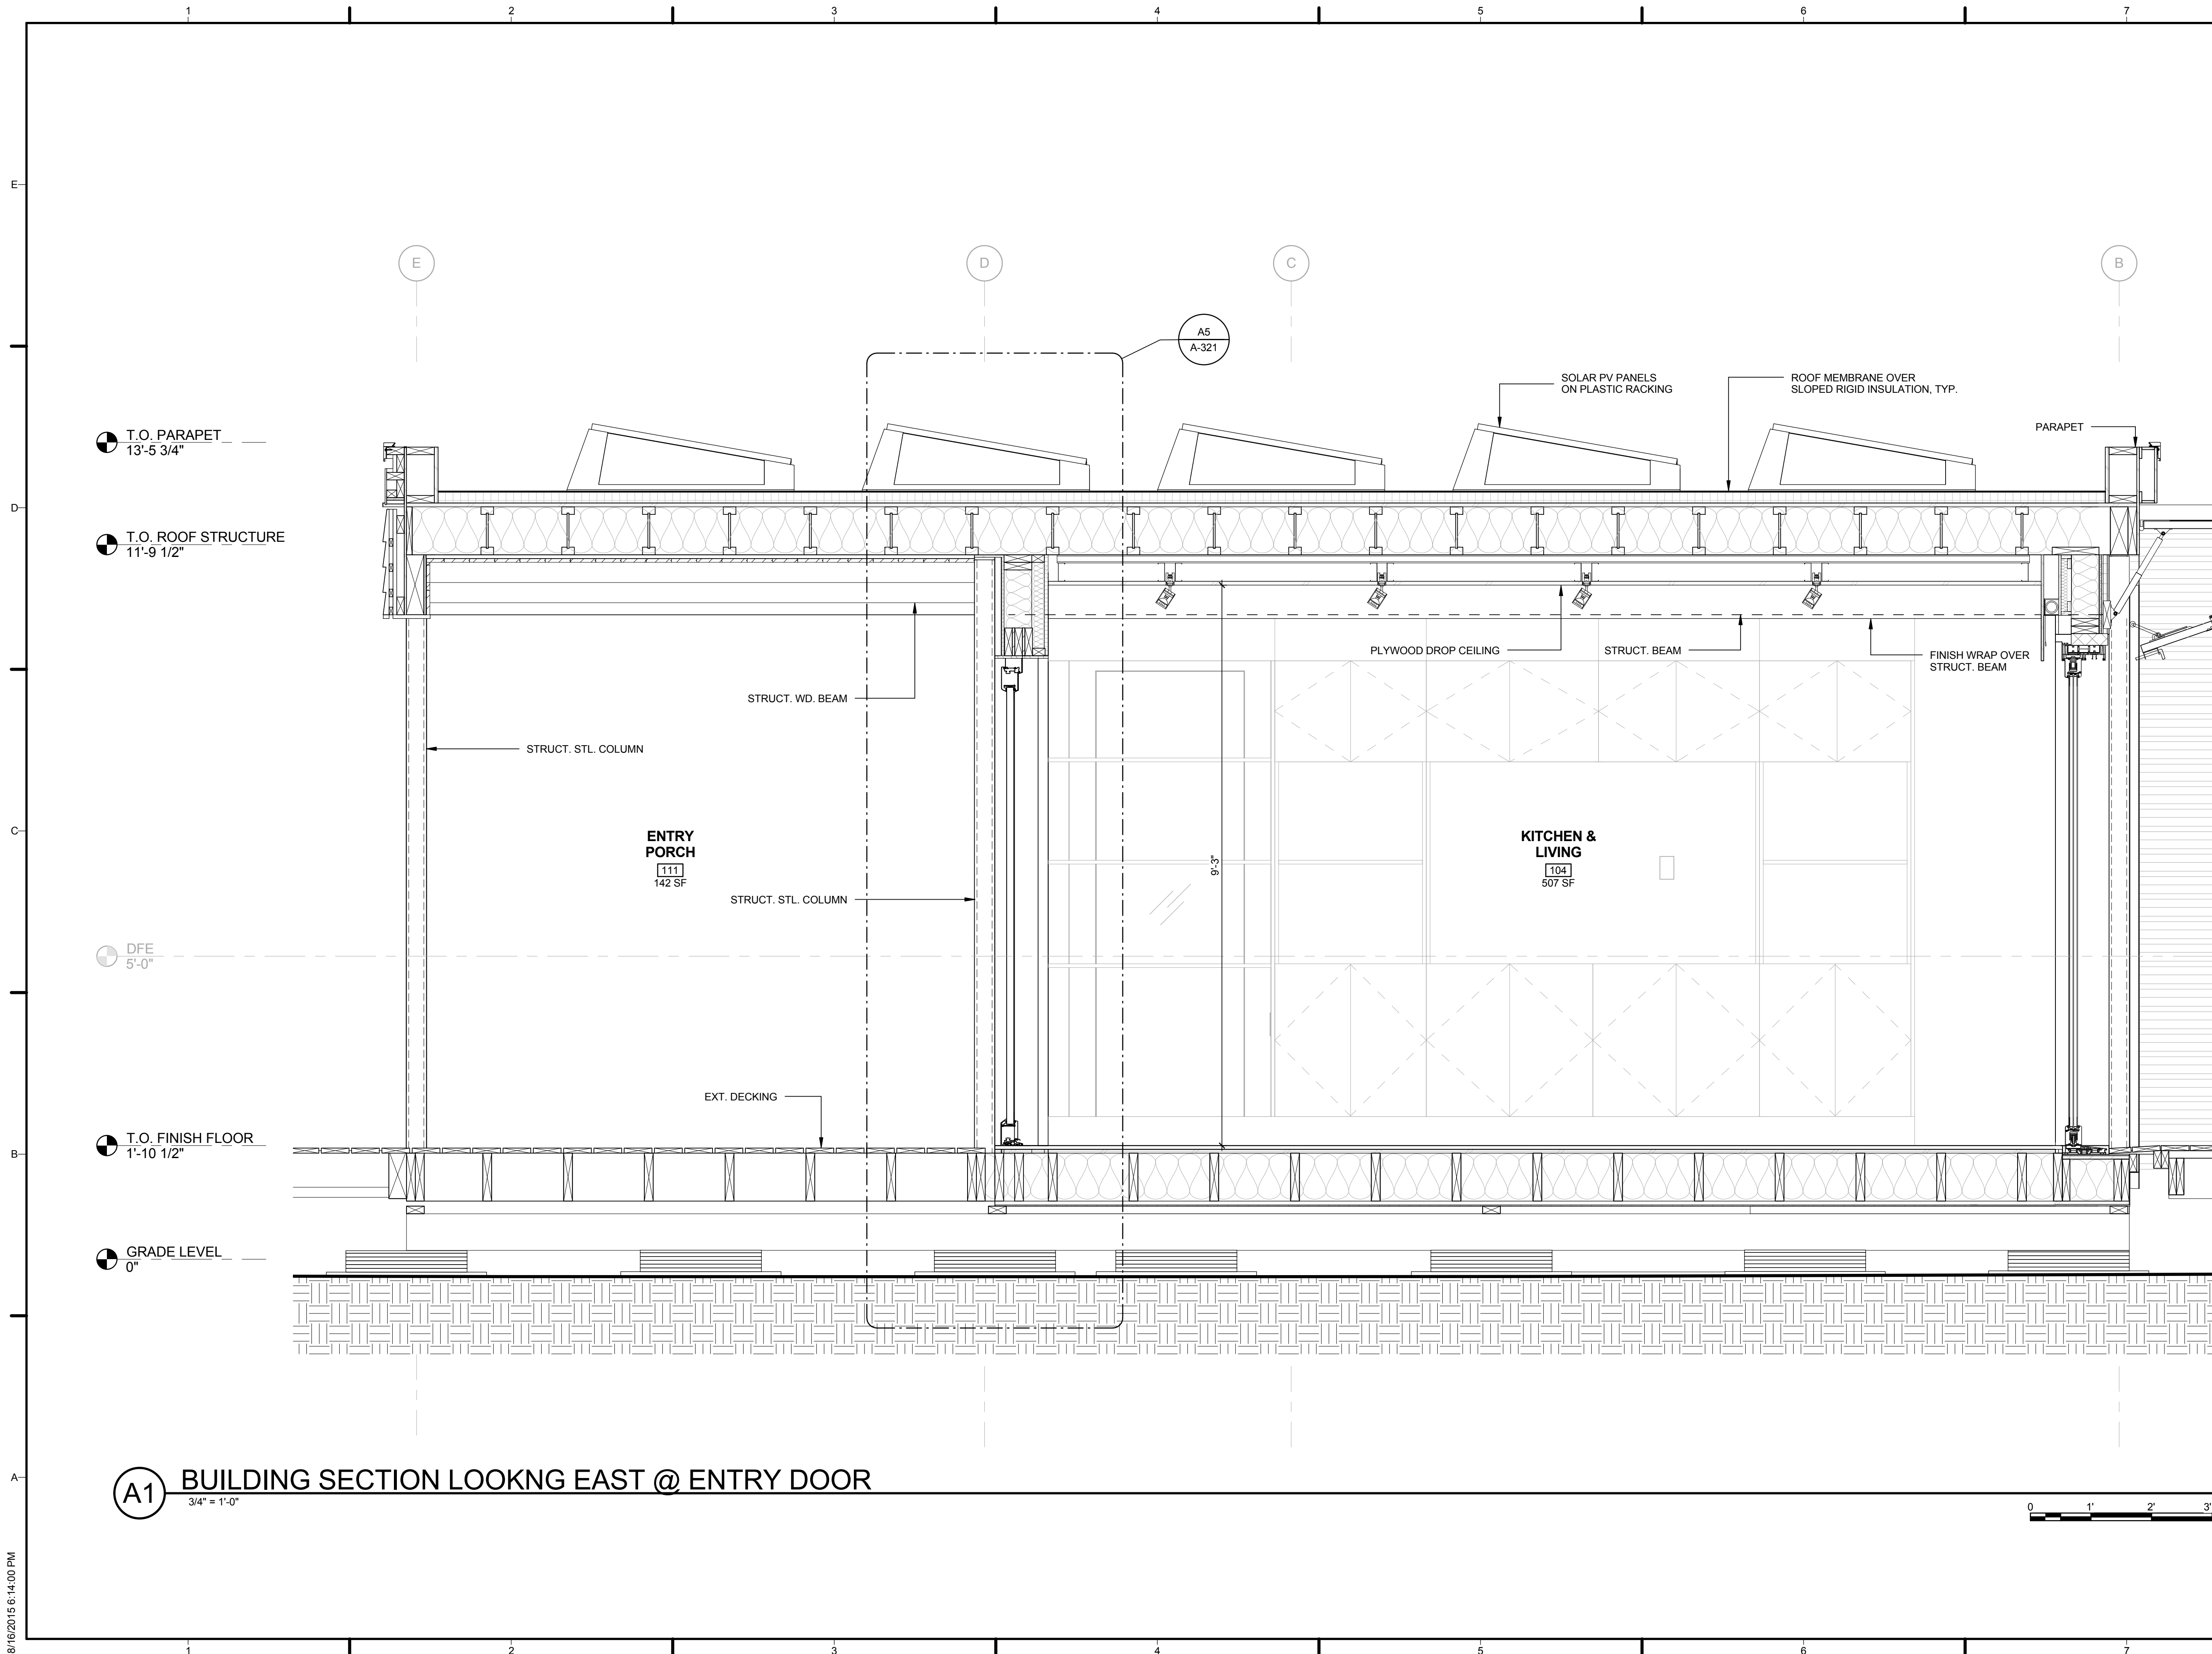 1 2 3 4 5 6 7
E
E D C B
A5
A-321
SOLAR PV PANELS
ON PLASTIC RACKING
ROOF MEMBRANE OVER
SLOPED RIGID INSULATION, TYP.
PARAPET
T.O. PARAPET
13'-5 3/4"
D
T.O. ROOF STRUCTURE
11'-9 1/2"
PLYWOOD DROP CEILING
STRUCT. BEAM
FINISH WRAP OVER
STRUCT. BEAM
STRUCT. WD. BEAM
STRUCT. STL. COLUMN
C
ENTRY
PORCH
111
142 SF
9'-3"
KITCHEN &
LIVING
104
507 SF
STRUCT. STL. COLUMN
DFE
5'-0"
EXT. DECKING
T.O. FINISH FLOOR
1'-10 1/2"
B
GRADE LEVEL
0"
A
A1
BUILDING SECTION LOOKNG EAST @ ENTRY DOOR
3/4" = 1'-0"
0 1' 2' 3'
8/16/2015 6:14:00 PM
1 2 3 4 5 6 7